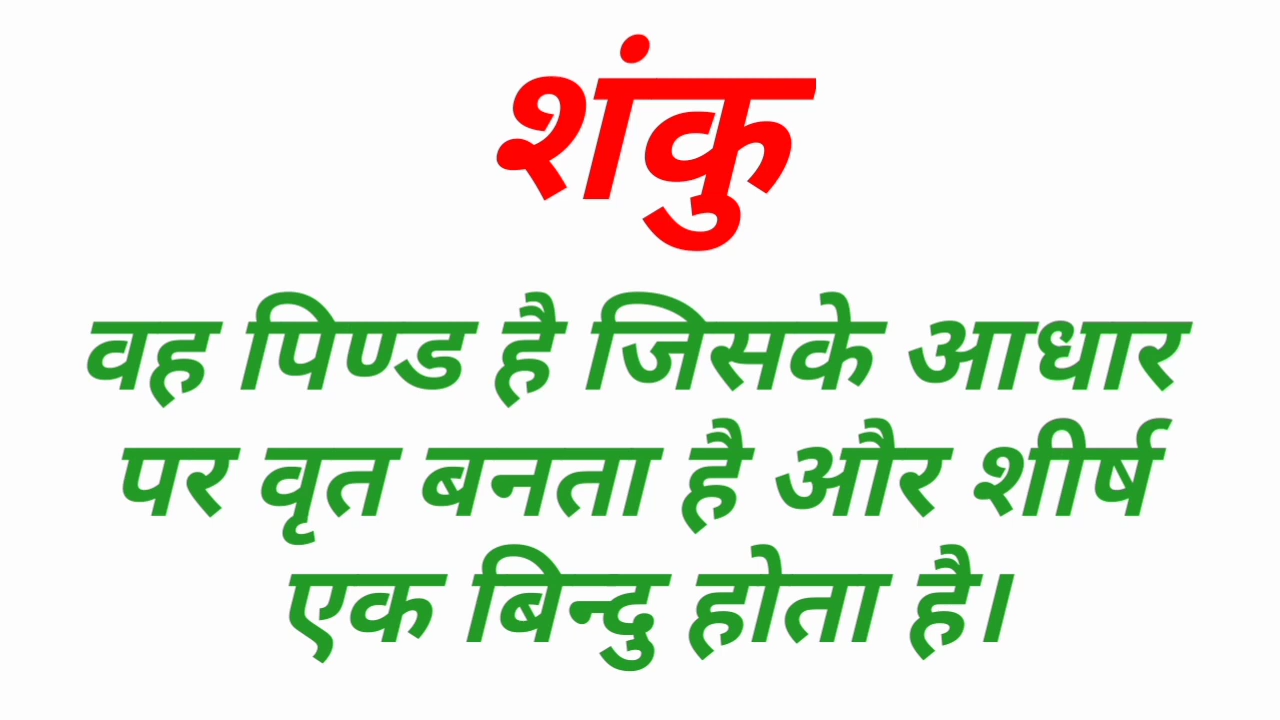 शंकु
वह पिण्ड है जिसके आधार
पर वृत बनता है और शीर्ष
एक बिन्दु होता है।